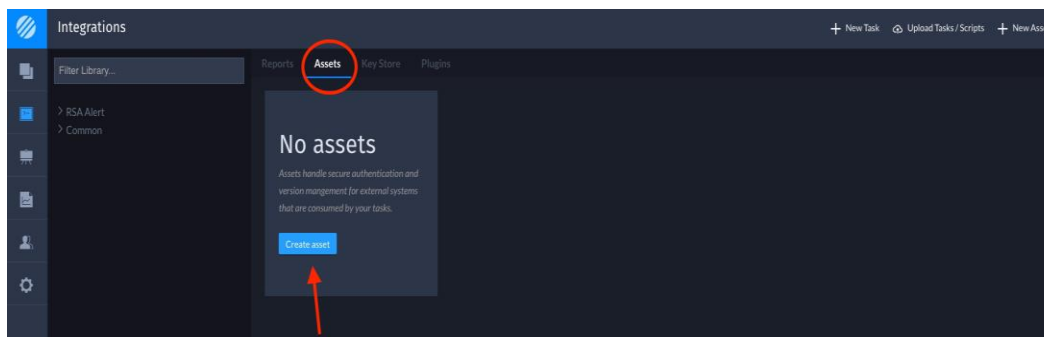 Integrations
+ New Task
Upload Tasks / Scripts
+ New Ass
Filter Library...
> RSA Alert
> Common
Reports
Assets
Key Store
Plugins
No assets
Assets handle secure authentication and
version mangement for external systems
that are consumed by your tasks.
Create asset